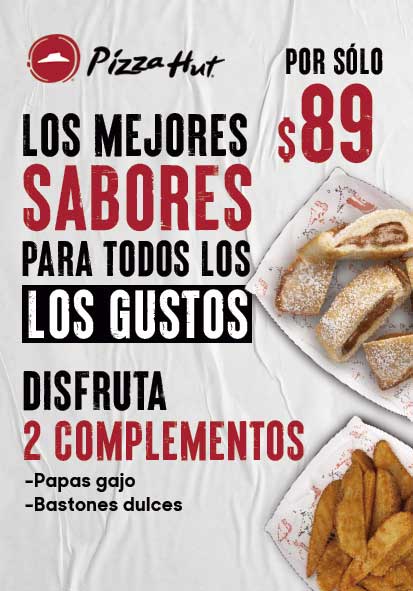 Pizza Hut
POR SÓLO
$89
LOS MEJORES
SABORES
PARA TODOS LOS
LOS GUSTOS
DISFRUTA
2 COMPLEMENTOS
-Papas gajo
-Bastones dulces